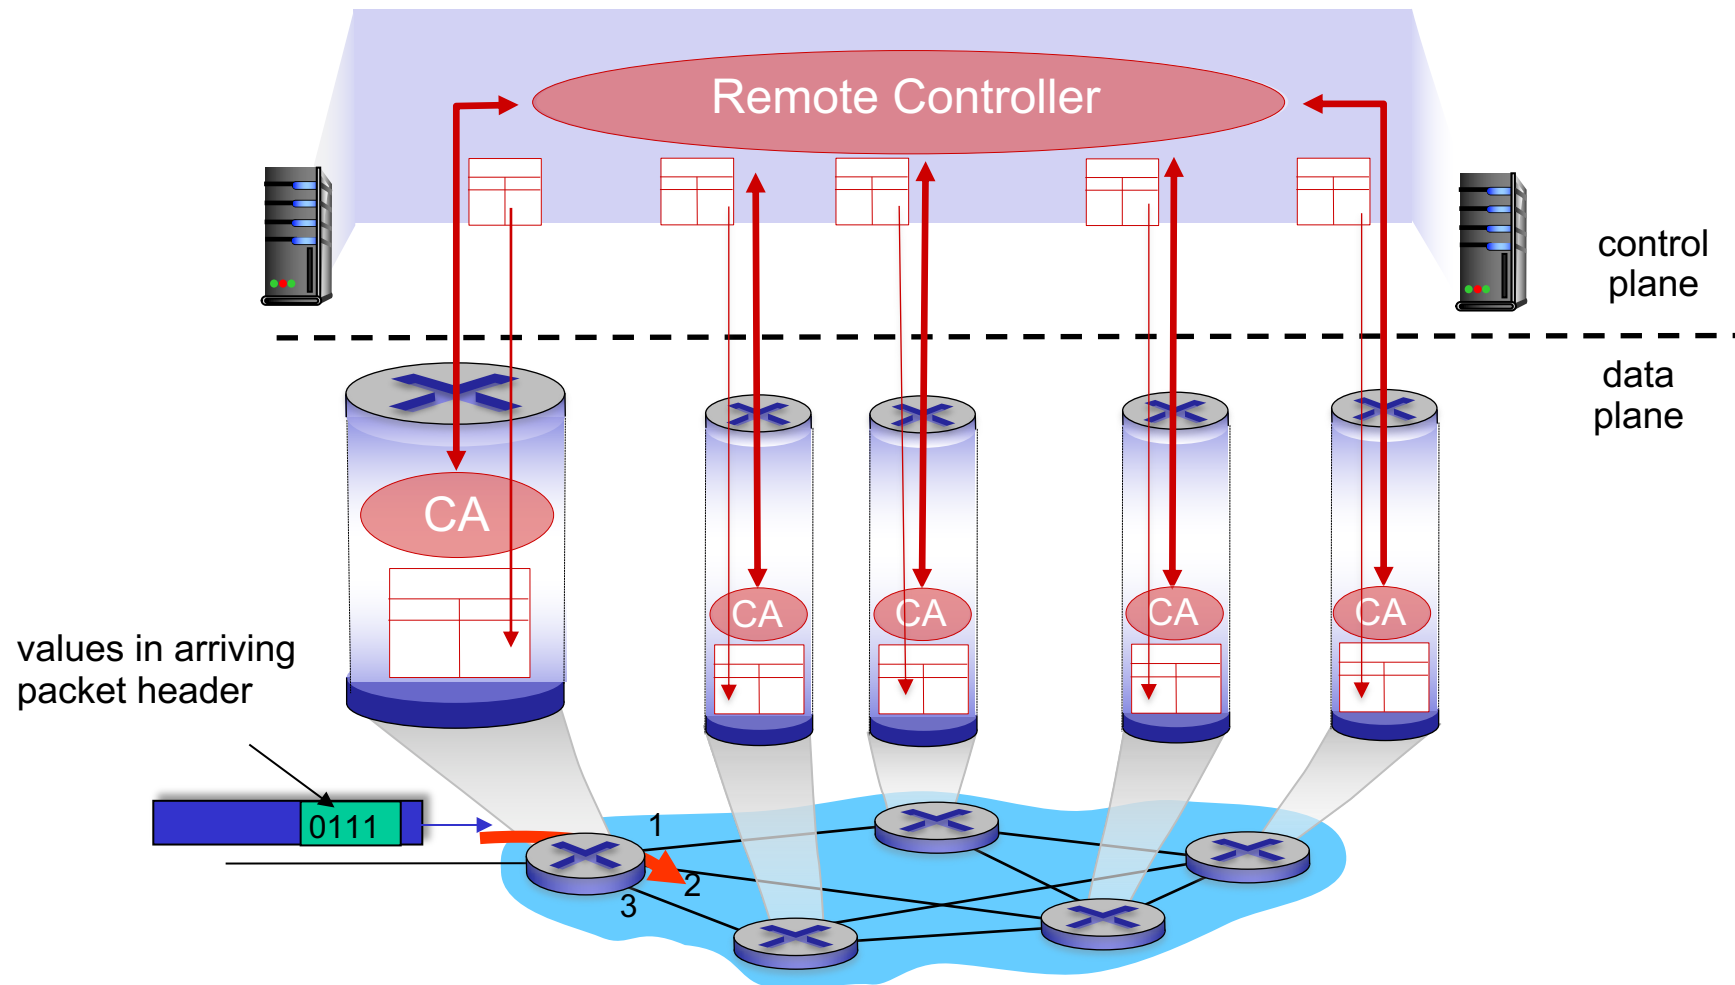 Remote Controller
control
plane
data
plane
CA
CA
CA
CA
CA
values in arriving
packet header
0111
1
2
3